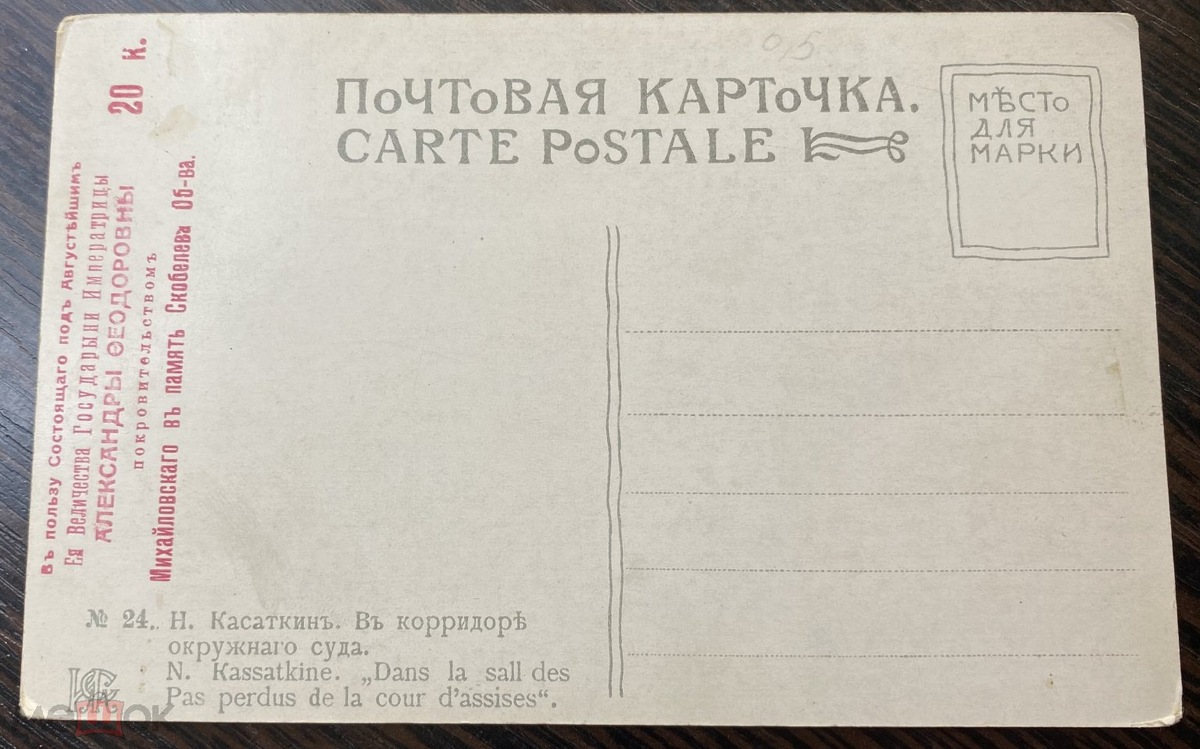 ПОЧТОВАЯ КАРТОЧКА.
CARTE POSTALE
МѢСТО
ДЛЯ
МАРКИ
20 к.
Въ пользу Состоящаго подъ Августѣйшимъ
Ея Величества Государыни Императрицы
АЛЕКСАНДРЫ ѲЕОДОРОВНЫ
покровительствомъ
Михайловскаго въ память Скобелева Об-ва.
№ 24. Н. Касаткинъ. Въ корридорѣ
окружнаго суда.
N. Kassatkine. „Dans la sall des
Pas perdus de la cour d'assises“.